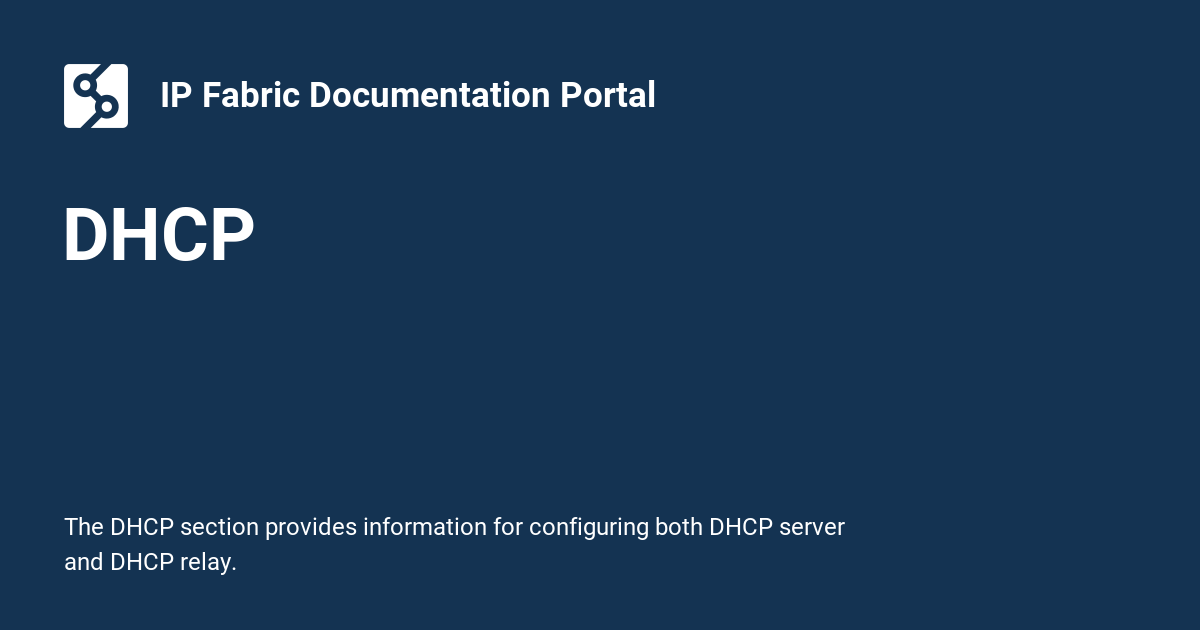 IP Fabric Documentation Portal
DHCP
The DHCP section provides information for configuring both DHCP server
and DHCP relay.